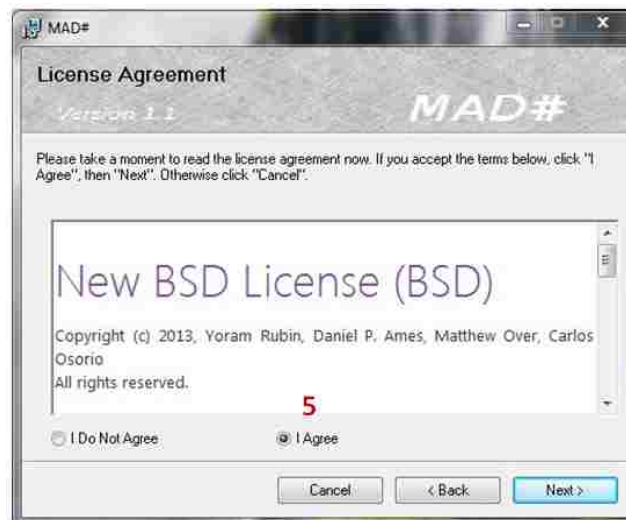 MAD#
License Agreement
Version 1.1
MAD#
Please take a moment to read the license agreement now. If you accept the terms below, click "I
Agree", then "Next". Otherwise click "Cancel".
New BSD License (BSD)
Copyright (c) 2013, Yoram Rubin, Daniel P. Ames, Matthew Over, Carlos
Osorio
All rights reserved.
5
I Do Not Agree
I Agree
Cancel
< Back
Next >